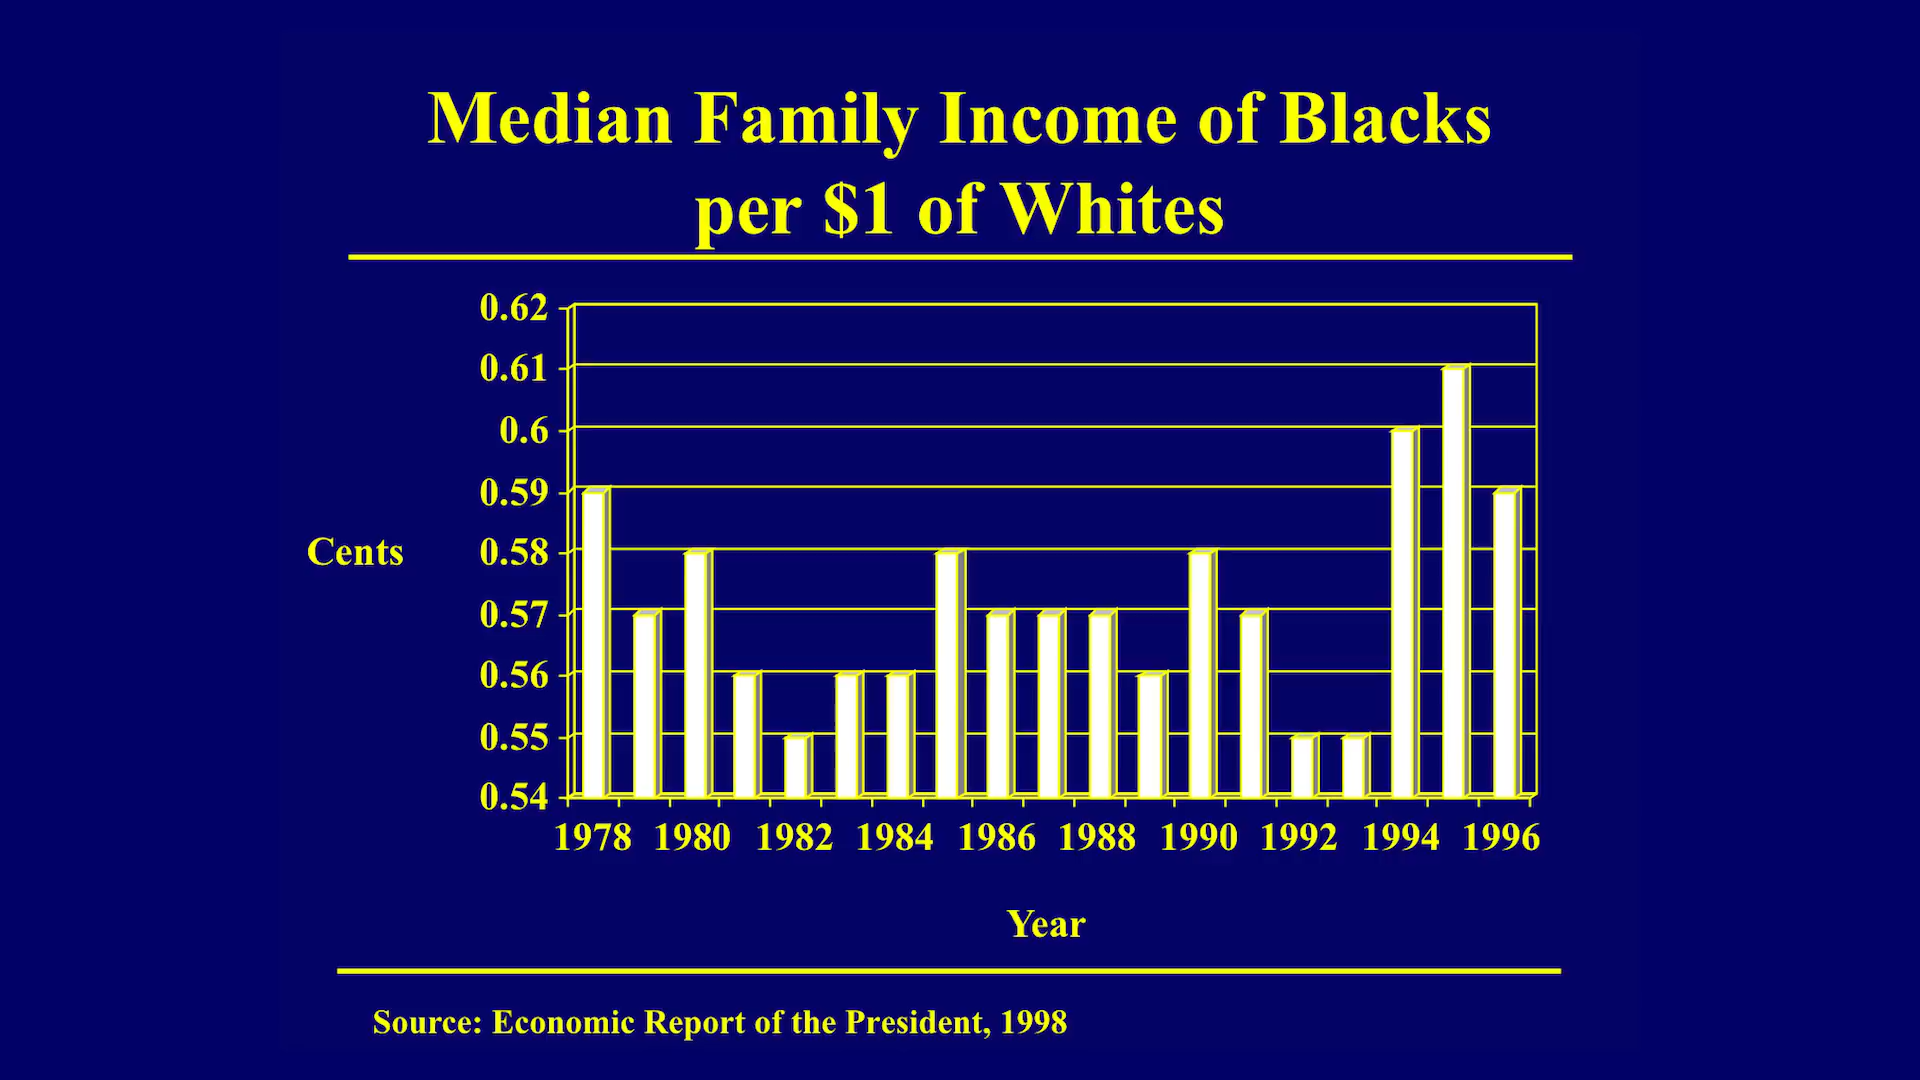 Median Family Income of Blacks
per $1 of Whites
0.62
0.61
0.6
0.59
Cents
0.58
0.57
0.56
0.55
0.54
1978 1980 1982 1984 1986 1988 1990 1992 1994 1996
Year
Source: Economic Report of the President, 1998